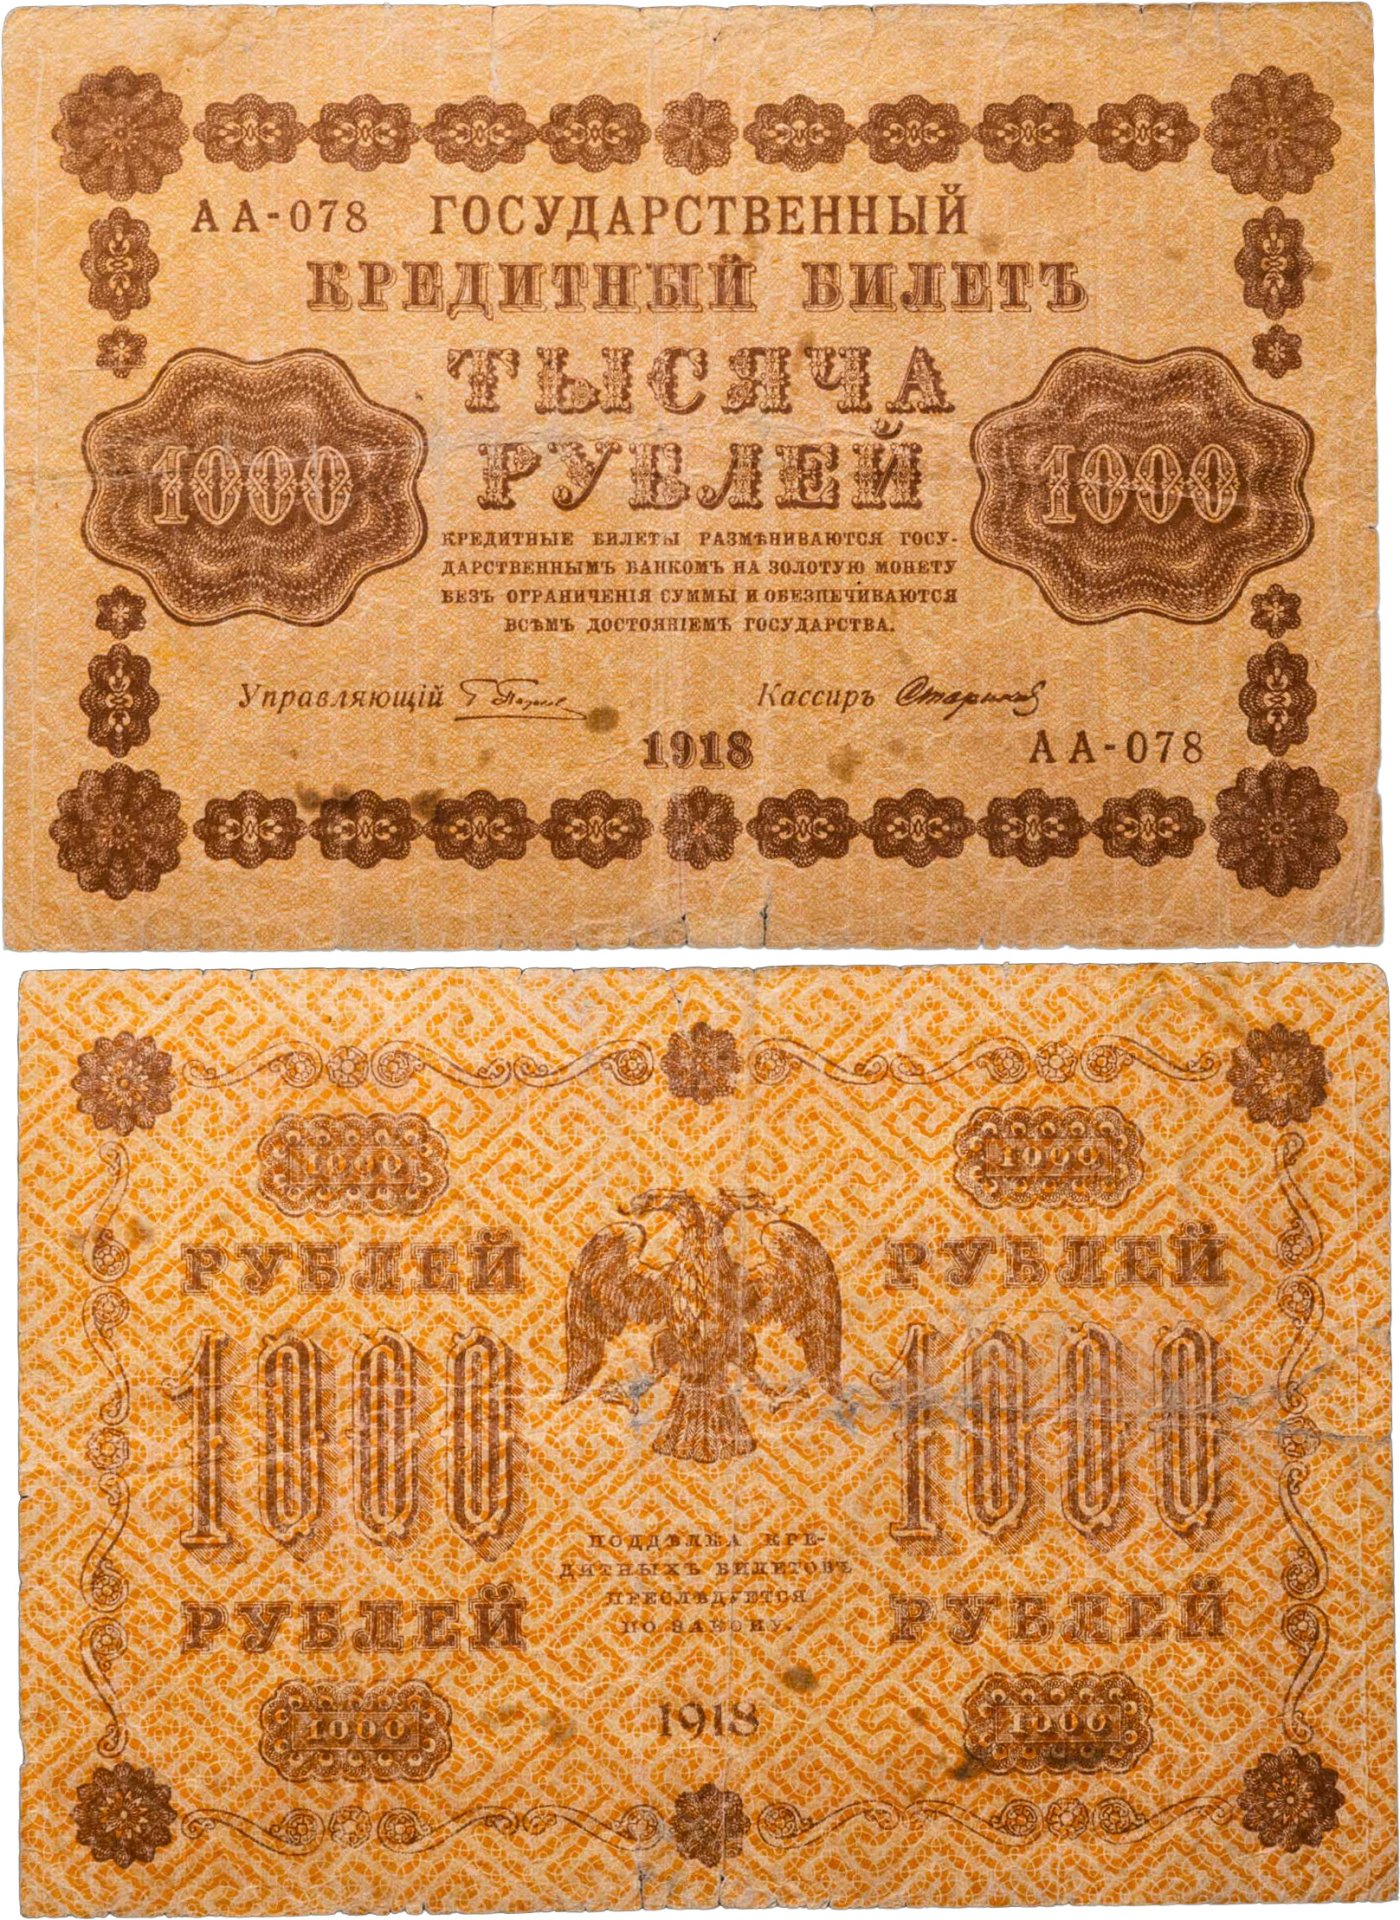 АА-078 ГОСУДАРСТВЕННЫЙ
КРЕДИТНЫЙ БИЛЕТЪ
ТЫСЯЧА
РУБЛЕЙ
1000
1000
КРЕДИТНЫЕ БИЛЕТЫ РАЗМѢНИВАЮТСЯ ГОСУ-
ДАРСТВЕННЫМЪ БАНКОМЪ НА ЗОЛОТУЮ МОНЕТУ
БЕЗЪ ОГРАНИЧЕНІЯ СУММЫ И ОБЕЗПЕЧИВАЮТСЯ
ВСѢМЪ ДОСТОЯНІЕМЪ ГОСУДАРСТВА.
Управляющій
Кассиръ
1918
АА-078
1000
1000
РУБЛЕЙ
РУБЛЕЙ
1000
1000
ПОДДѢЛКА КРЕ-
ДИТНЫХЪ БИЛЕТОВЪ
ПРЕСЛѢДУЕТСЯ
ПО ЗАКОНУ.
РУБЛЕЙ
РУБЛЕЙ
1000
1918
1000